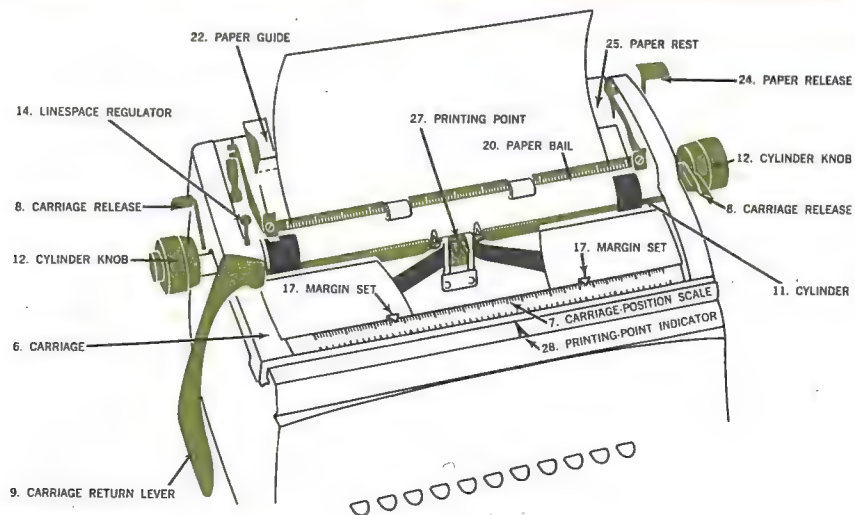 22. PAPER GUIDE
25. PAPER REST
24. PAPER RELEASE
14. LINESPACE REGULATOR
27. PRINTING POINT
20. PAPER BAIL
12. CYLINDER KNOB
8. CARRIAGE RELEASE
8. CARRIAGE RELEASE
12. CYLINDER KNOB
17. MARGIN SET
17. MARGIN SET
11. CYLINDER
7. CARRIAGE-POSITION SCALE
6. CARRIAGE
28. PRINTING-POINT INDICATOR
9. CARRIAGE RETURN LEVER